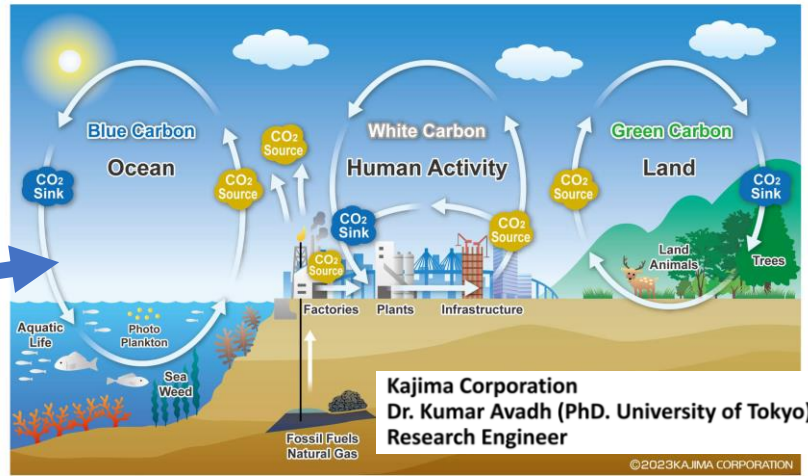 Blue Carbon
Ocean
CO2
Sink
CO2
Source
CO2
Source
White Carbon
Human Activity
CO2
Sink
CO2
Source
CO2
Source
Green Carbon
Land
CO2
Source
CO2
Sink
Land
Animals
Trees
Factories
Plants
Infrastructure
Aquatic
Life
Photo
Plankton
Sea
Weed
Fossil Fuels
Natural Gas
Kajima Corporation
Dr. Kumar Avadh (PhD. University of Tokyo)
Research Engineer
©2023KAJIMA CORPORATION